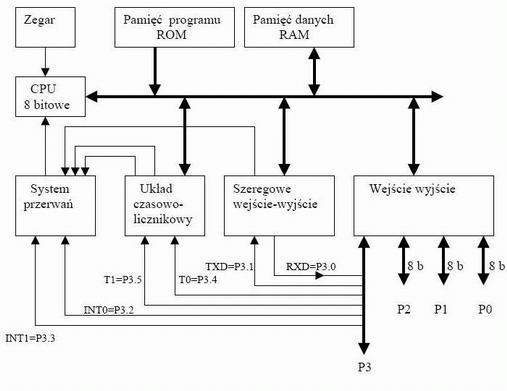 Zegar
Pamięć programu
ROM
Pamięć danych
RAM
CPU
8 bitowe
System
przerwań
Układ
czasowo-
licznikowy
Szeregowe
wejście-wyjście
Wejście wyjście
TXD=P3.1
RXD=P3.0
8 b
8 b
8 b
T1=P3.5
T0=P3.4
INT0=P3.2
P2
P1
P0
INT1=P3.3
P3